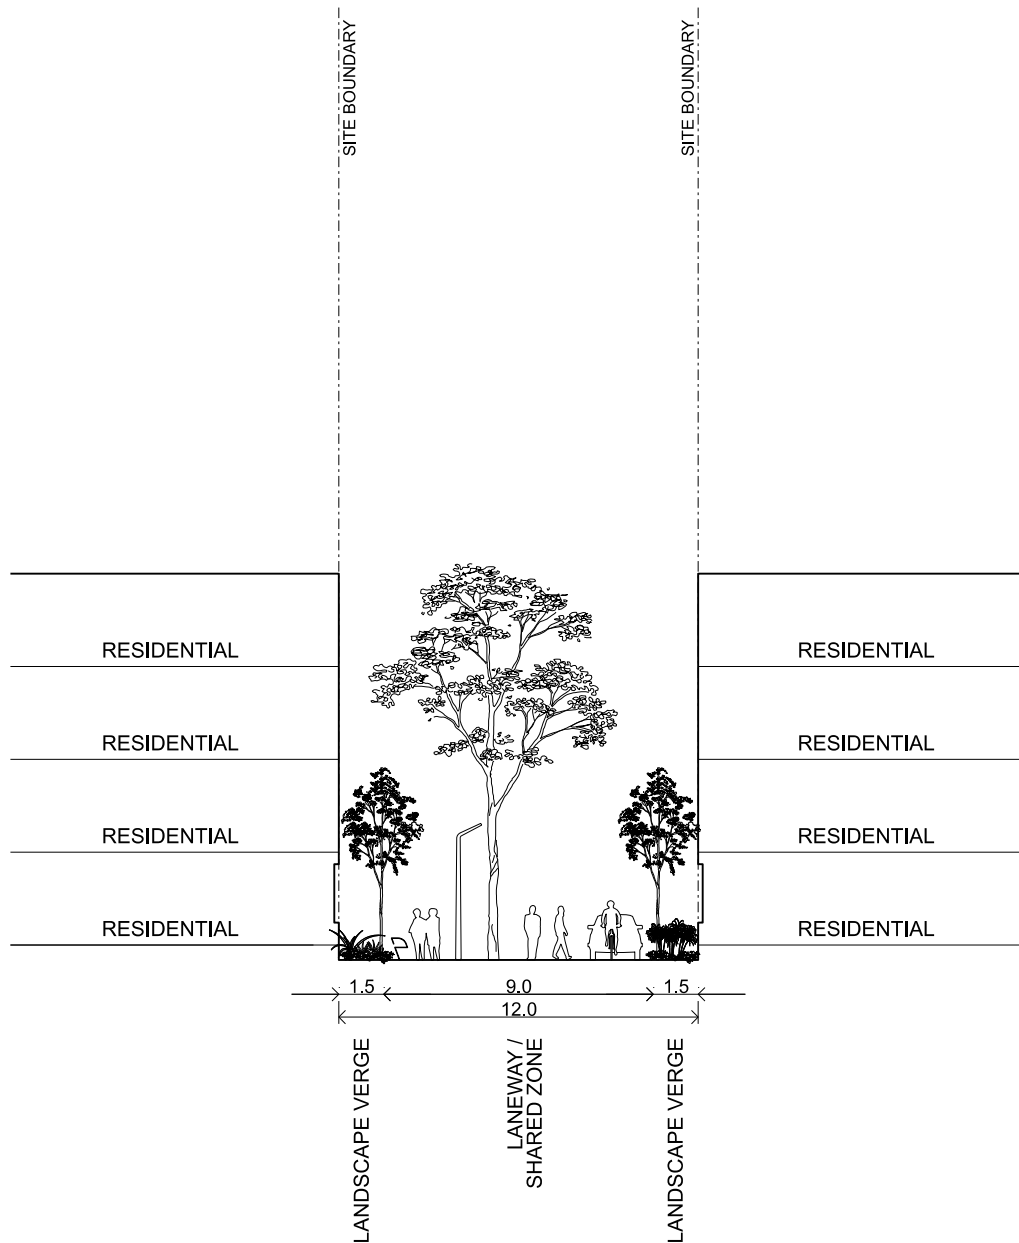 SITE BOUNDARY
SITE BOUNDARY
RESIDENTIAL
RESIDENTIAL
RESIDENTIAL
RESIDENTIAL
RESIDENTIAL
RESIDENTIAL
RESIDENTIAL
RESIDENTIAL
1.5
9.0
1.5
12.0
LANDSCAPE VERGE
LANEWAY /
SHARED ZONE
LANDSCAPE VERGE